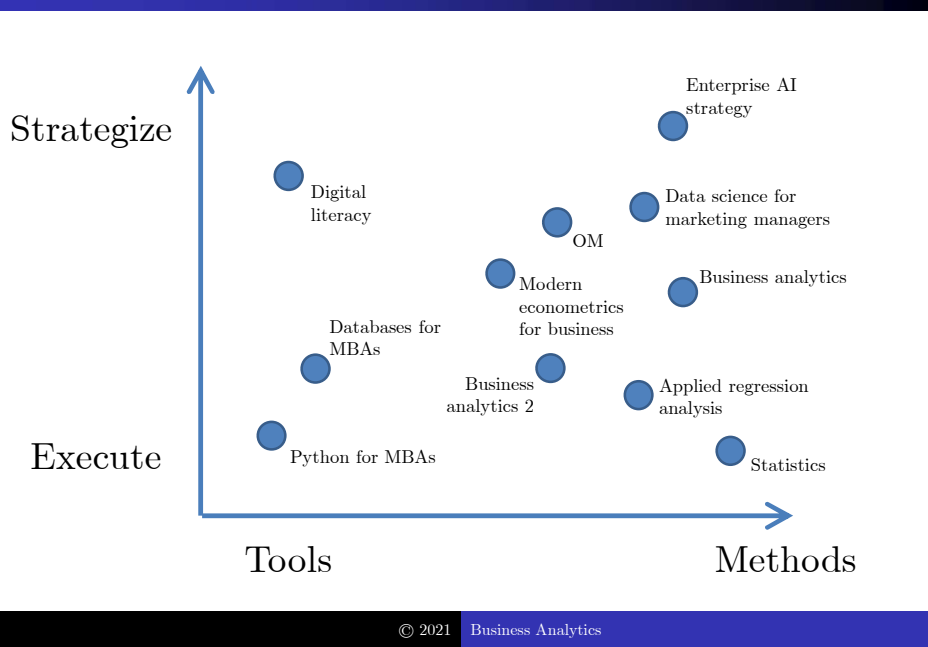 Enterprise AI
strategy
Strategize
Digital
literacy
Data science for
marketing managers
OM
Business analytics
Modern
econometrics
for business
Databases for
MBAs
Business
analytics 2
Applied regression
analysis
Execute
Python for MBAs
Statistics
Tools
Methods
© 2021
Business Analytics